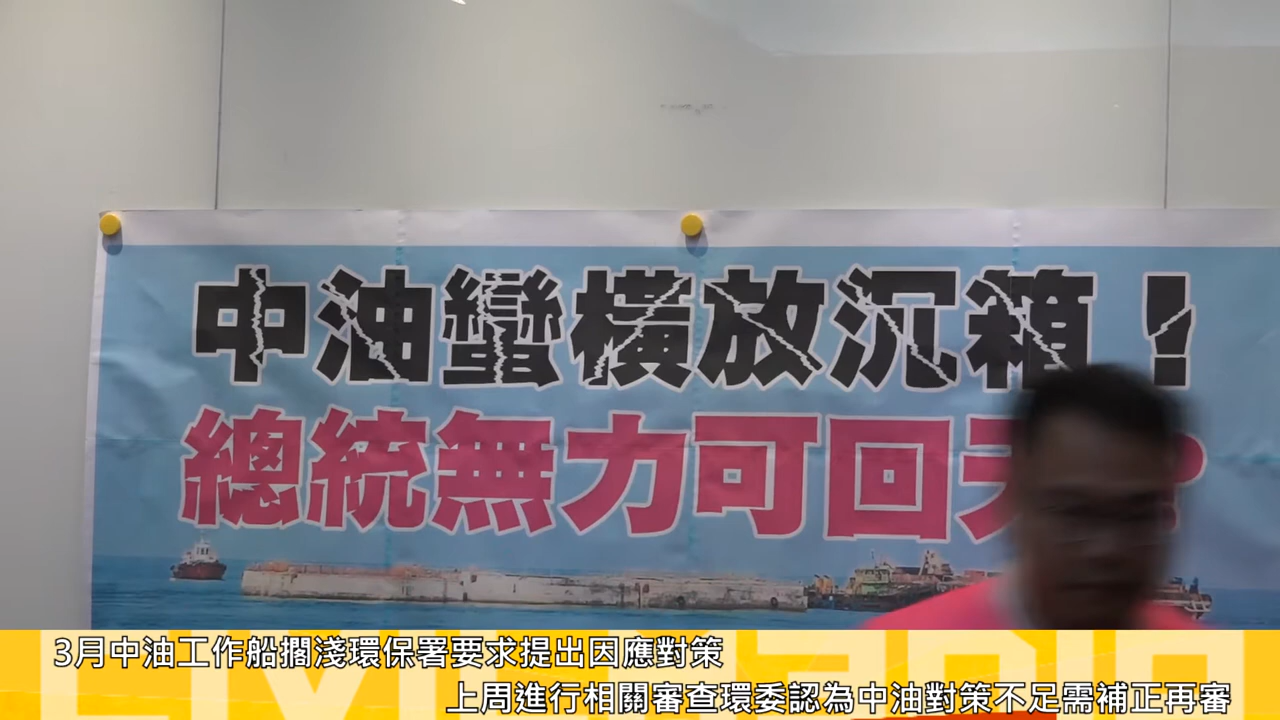 中油蠻橫放沉箱！
總統無力可回天？
3月中油工作船擱淺環保署要求提出因應對策
上周進行相關審查環委認為中油對策不足需補正再審